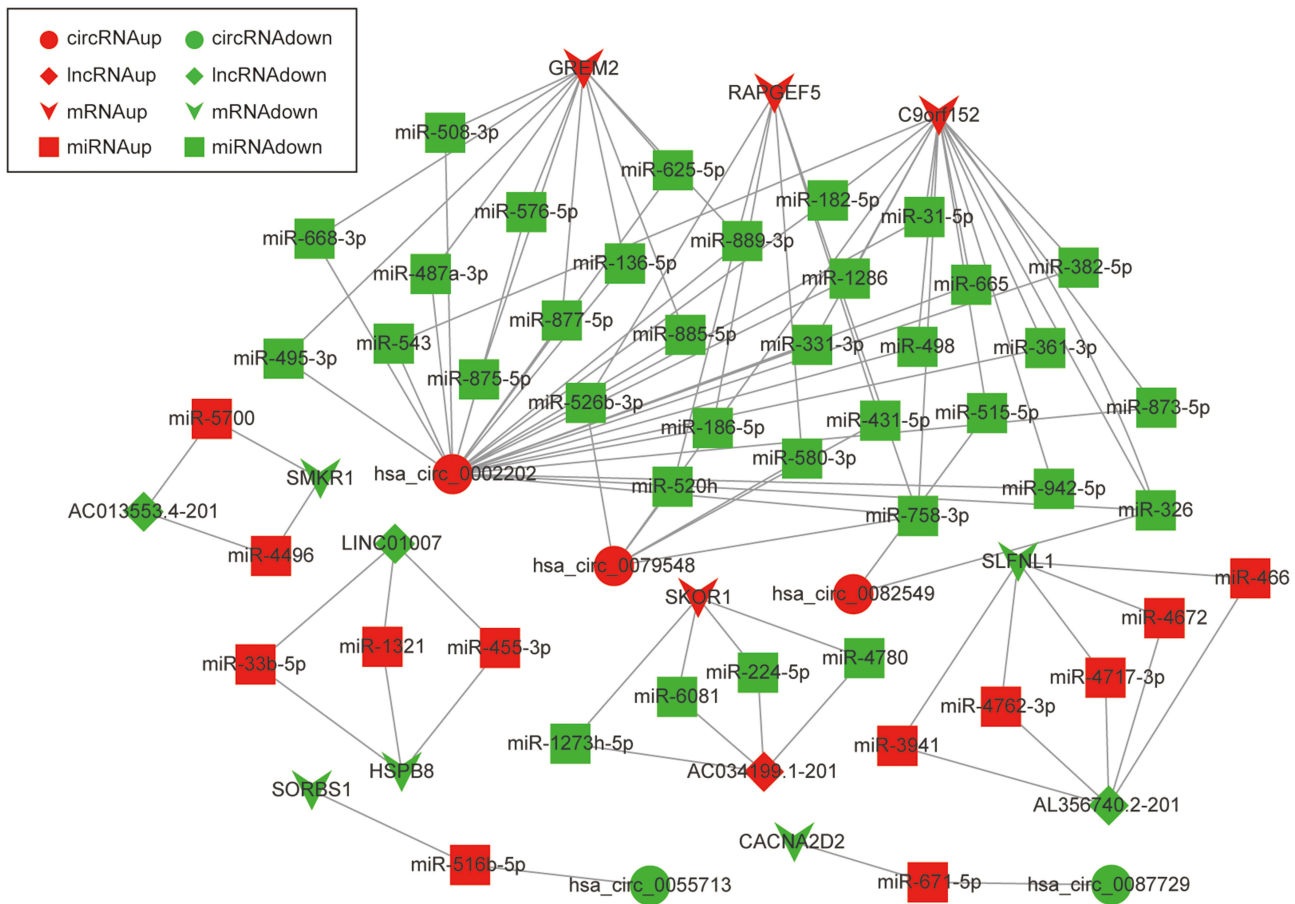 circRNAup
circRNAdown
lncRNAup
lncRNAdown
mRNAup
mRNAdown
miRNAup
miRNAdown
GREM2
RAPGEF5
C9orf152
miR-508-3p
miR-625-5p
miR-182-5p
miR-576-5p
miR-31-5p
miR-668-3p
miR-889-3p
miR-487a-3p
miR-136-5p
miR-1286
miR-665
miR-382-5p
miR-877-5p
miR-885-5p
miR-543
miR-331-3p
miR-498
miR-361-3p
miR-495-3p
miR-875-5p
miR-526b-3p
miR-873-5p
miR-5700
miR-186-5p
miR-431-5p
miR-515-5p
hsa_circ_0002202
SMKR1
miR-580-3p
miR-520h
miR-942-5p
AC013553.4-201
miR-758-3p
miR-326
LINC01007
miR-4496
hsa_circ_0079548
SLFNL1
miR-466
SKOR1
hsa_circ_0082549
miR-4672
miR-1321
miR-455-3p
miR-33b-5p
miR-4780
miR-224-5p
miR-4717-3p
miR-6081
miR-4762-3p
miR-1273h-5p
miR-3941
HSPB8
AC034199.1-201
SORBS1
AL356740.2-201
CACNA2D2
miR-516b-5p
hsa_circ_0055713
miR-671-5p
hsa_circ_0087729